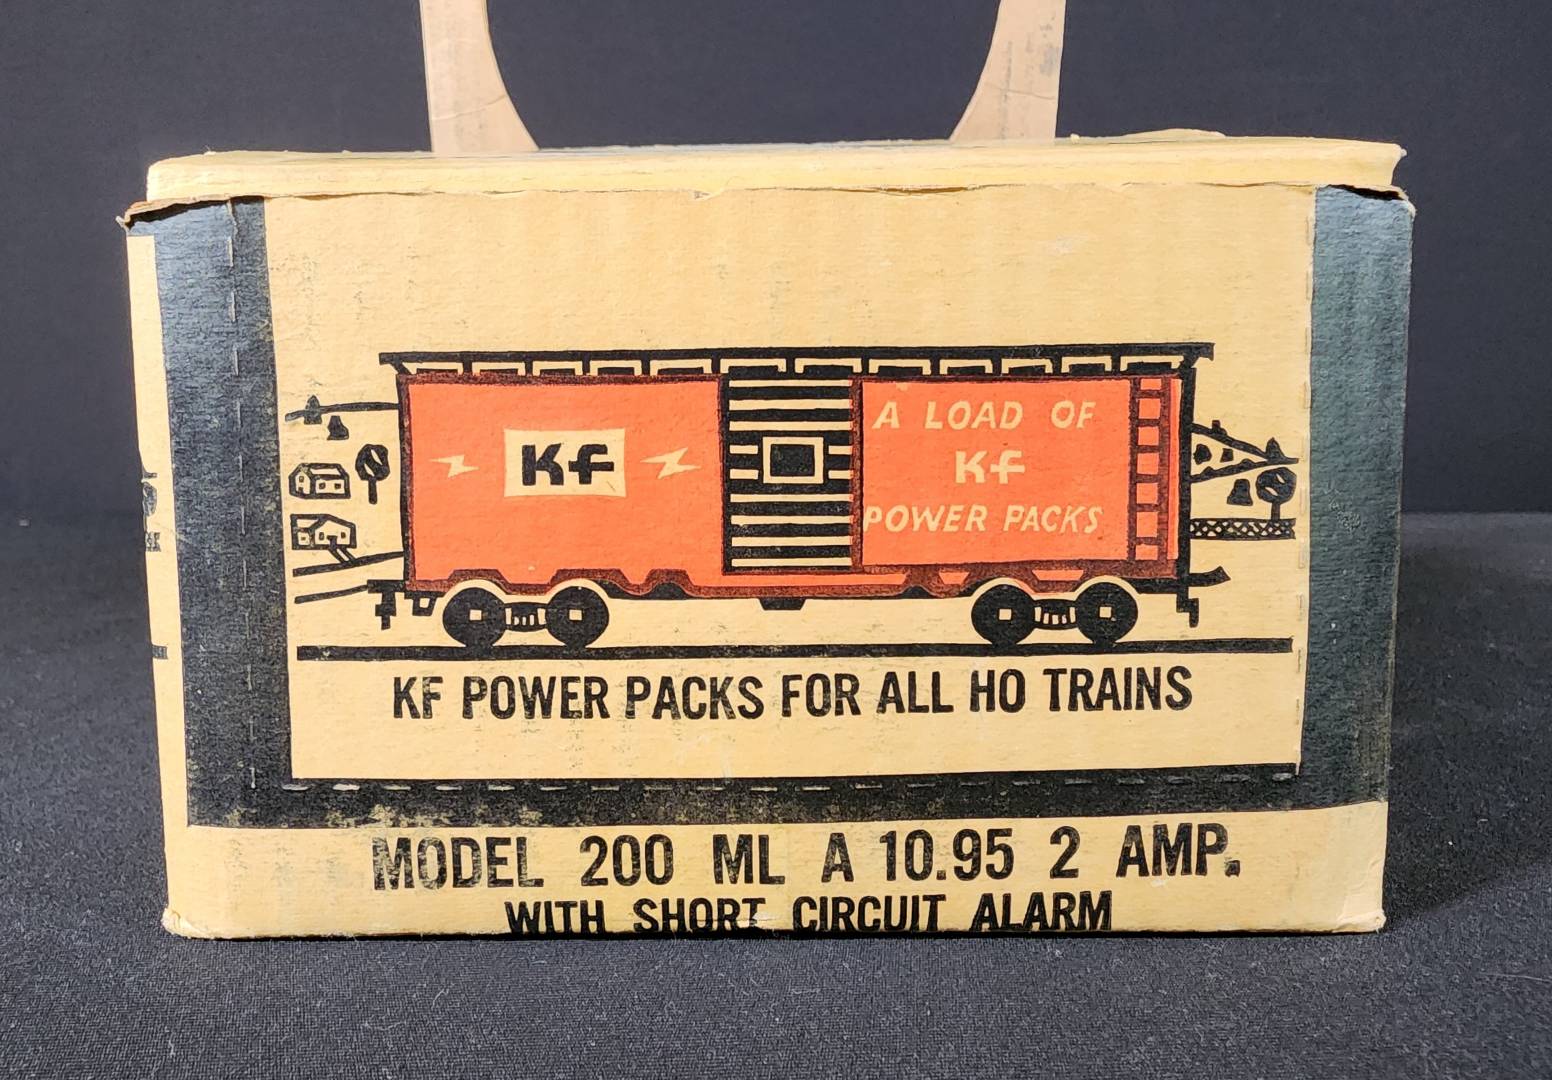 Kf
A LOAD OF
Kf
POWER PACKS
KF POWER PACKS FOR ALL HO TRAINS
MODEL 200 ML A 10.95 2 AMP.
WITH SHORT CIRCUIT ALARM